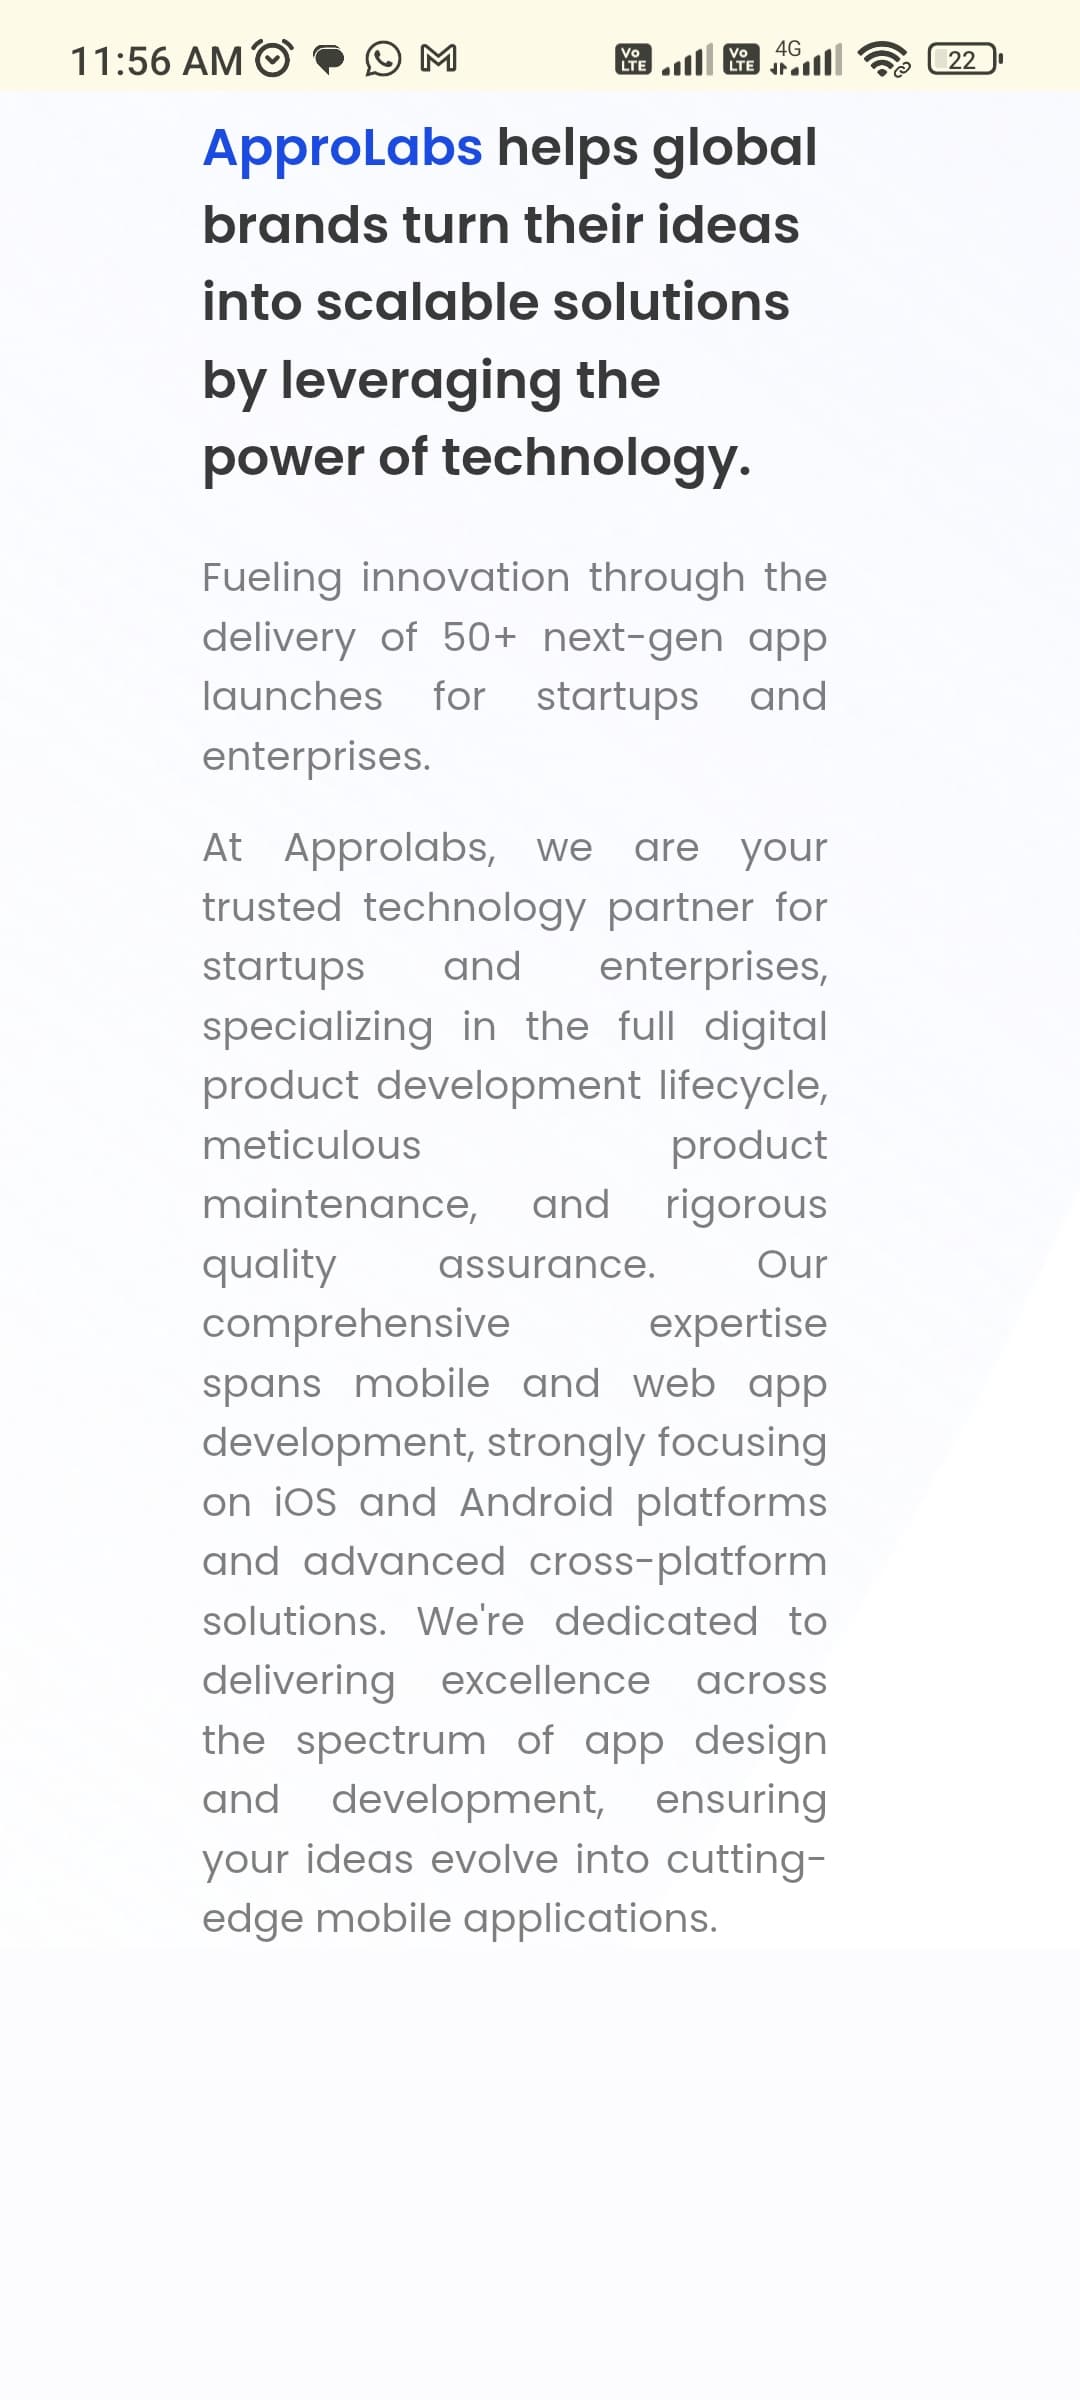 11:56 AM
Vo LTE
Vo LTE
4G
22
ApproLabs helps global
brands turn their ideas
into scalable solutions
by leveraging the
power of technology.
Fueling innovation through the
delivery of 50+ next-gen app
launches for startups and
enterprises.
At Approlabs, we are your
trusted technology partner for
startups and enterprises,
specializing in the full digital
product development lifecycle,
meticulous product
maintenance, and rigorous
quality assurance. Our
comprehensive expertise
spans mobile and web app
development, strongly focusing
on iOS and Android platforms
and advanced cross-platform
solutions. We're dedicated to
delivering excellence across
the spectrum of app design
and development, ensuring
your ideas evolve into cutting-
edge mobile applications.